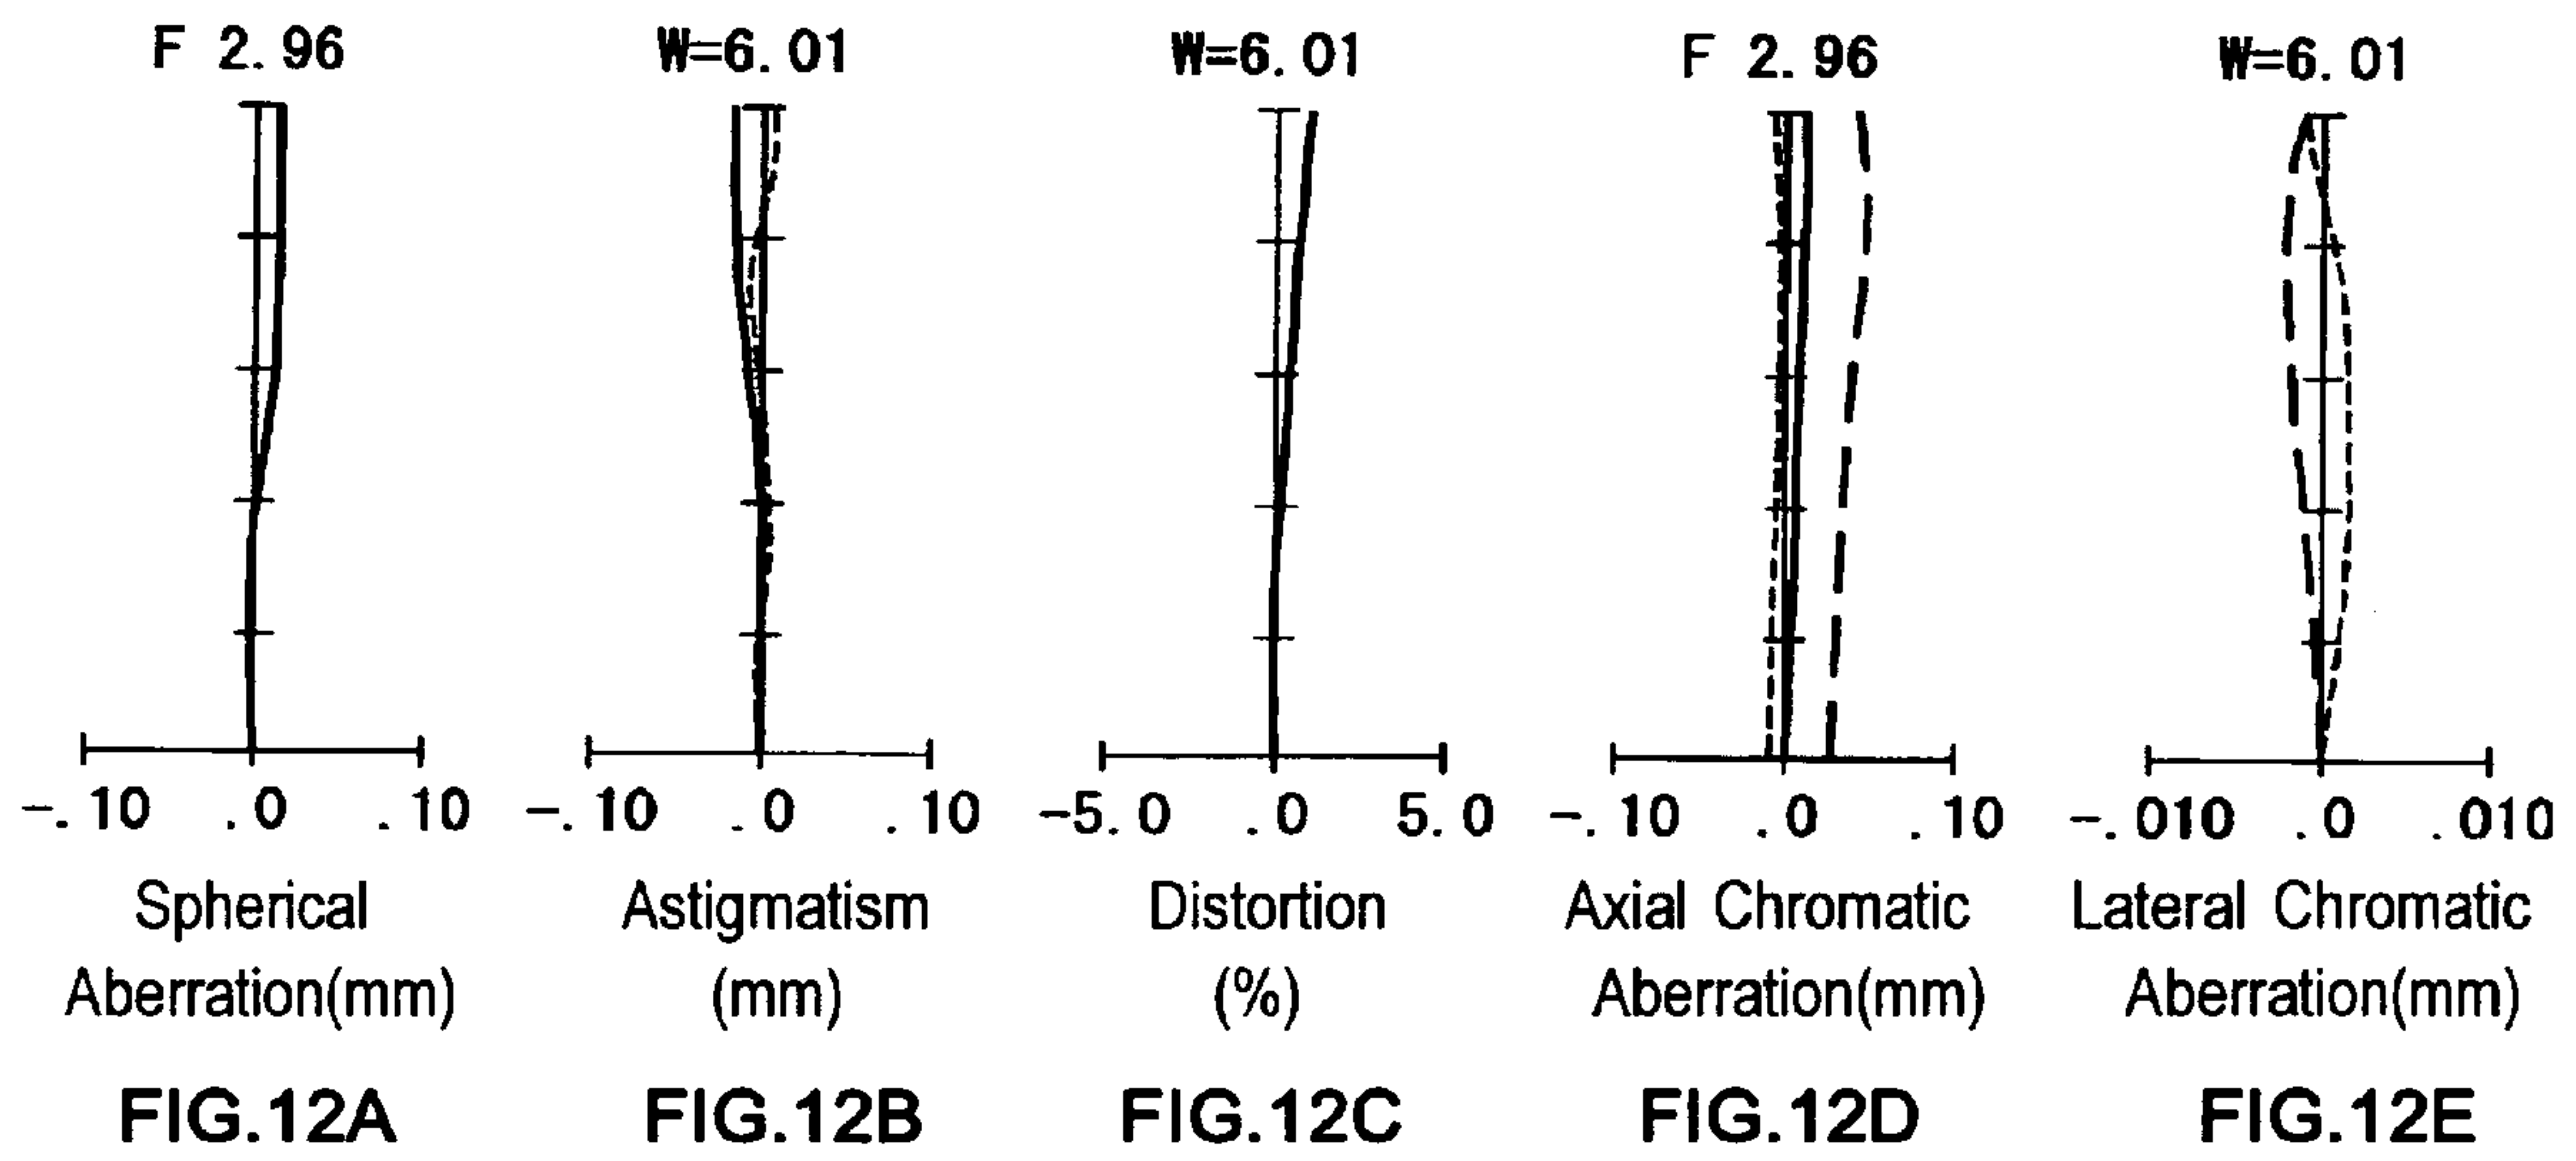 F 2.96
W=6.01
W=6.01
F 2.96
W=6.01
-.10 .0 .10
-.10 .0 .10
-5.0 .0 5.0
-.10 .0 .10
-.010 .0 .010
Spherical
Aberration(mm)
Astigmatism
(mm)
Distortion
(%)
Axial Chromatic
Aberration(mm)
Lateral Chromatic
Aberration(mm)
FIG.12A
FIG.12B
FIG.12C
FIG.12D
FIG.12E